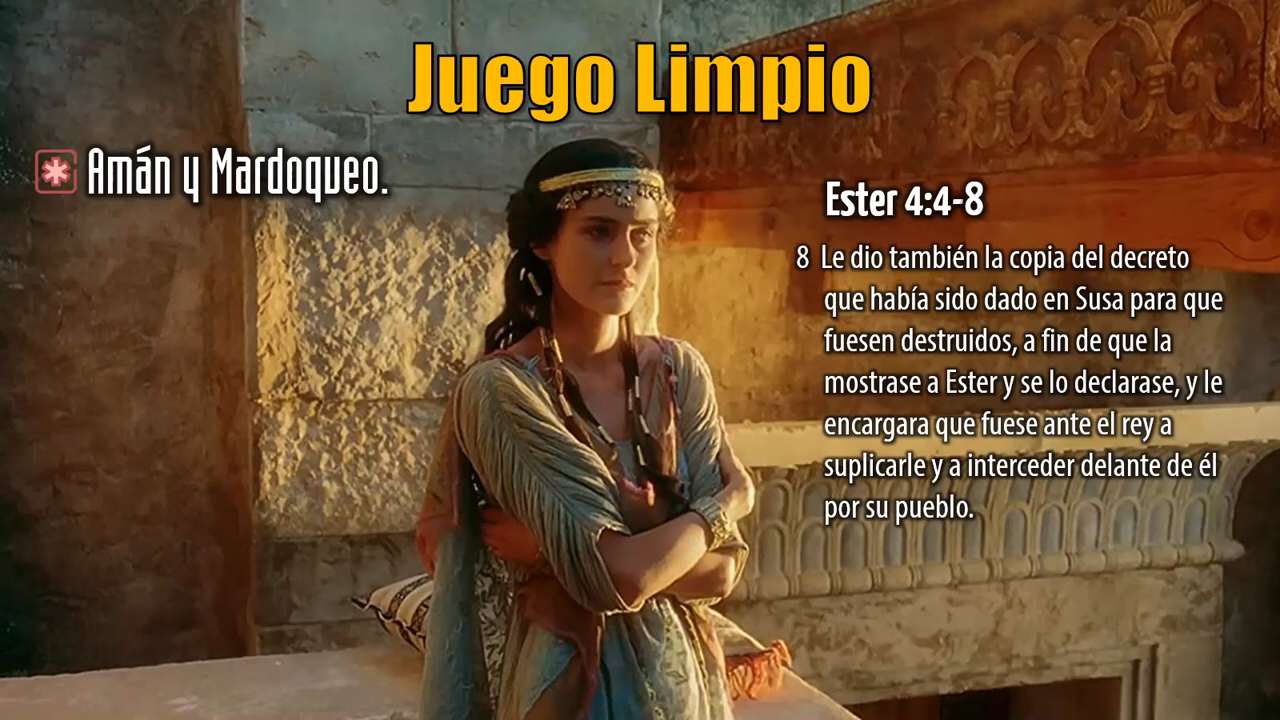 Juego Limpio
Amán y Mardoqueo.
Ester 4:4-8
8 Le dio también la copia del decreto
que había sido dado en Susa para que
fuesen destruidos, a fin de que la
mostrase a Ester y se lo declarase, y le
encargara que fuese ante el rey a
suplicarle y a interceder delante de él
por su pueblo.